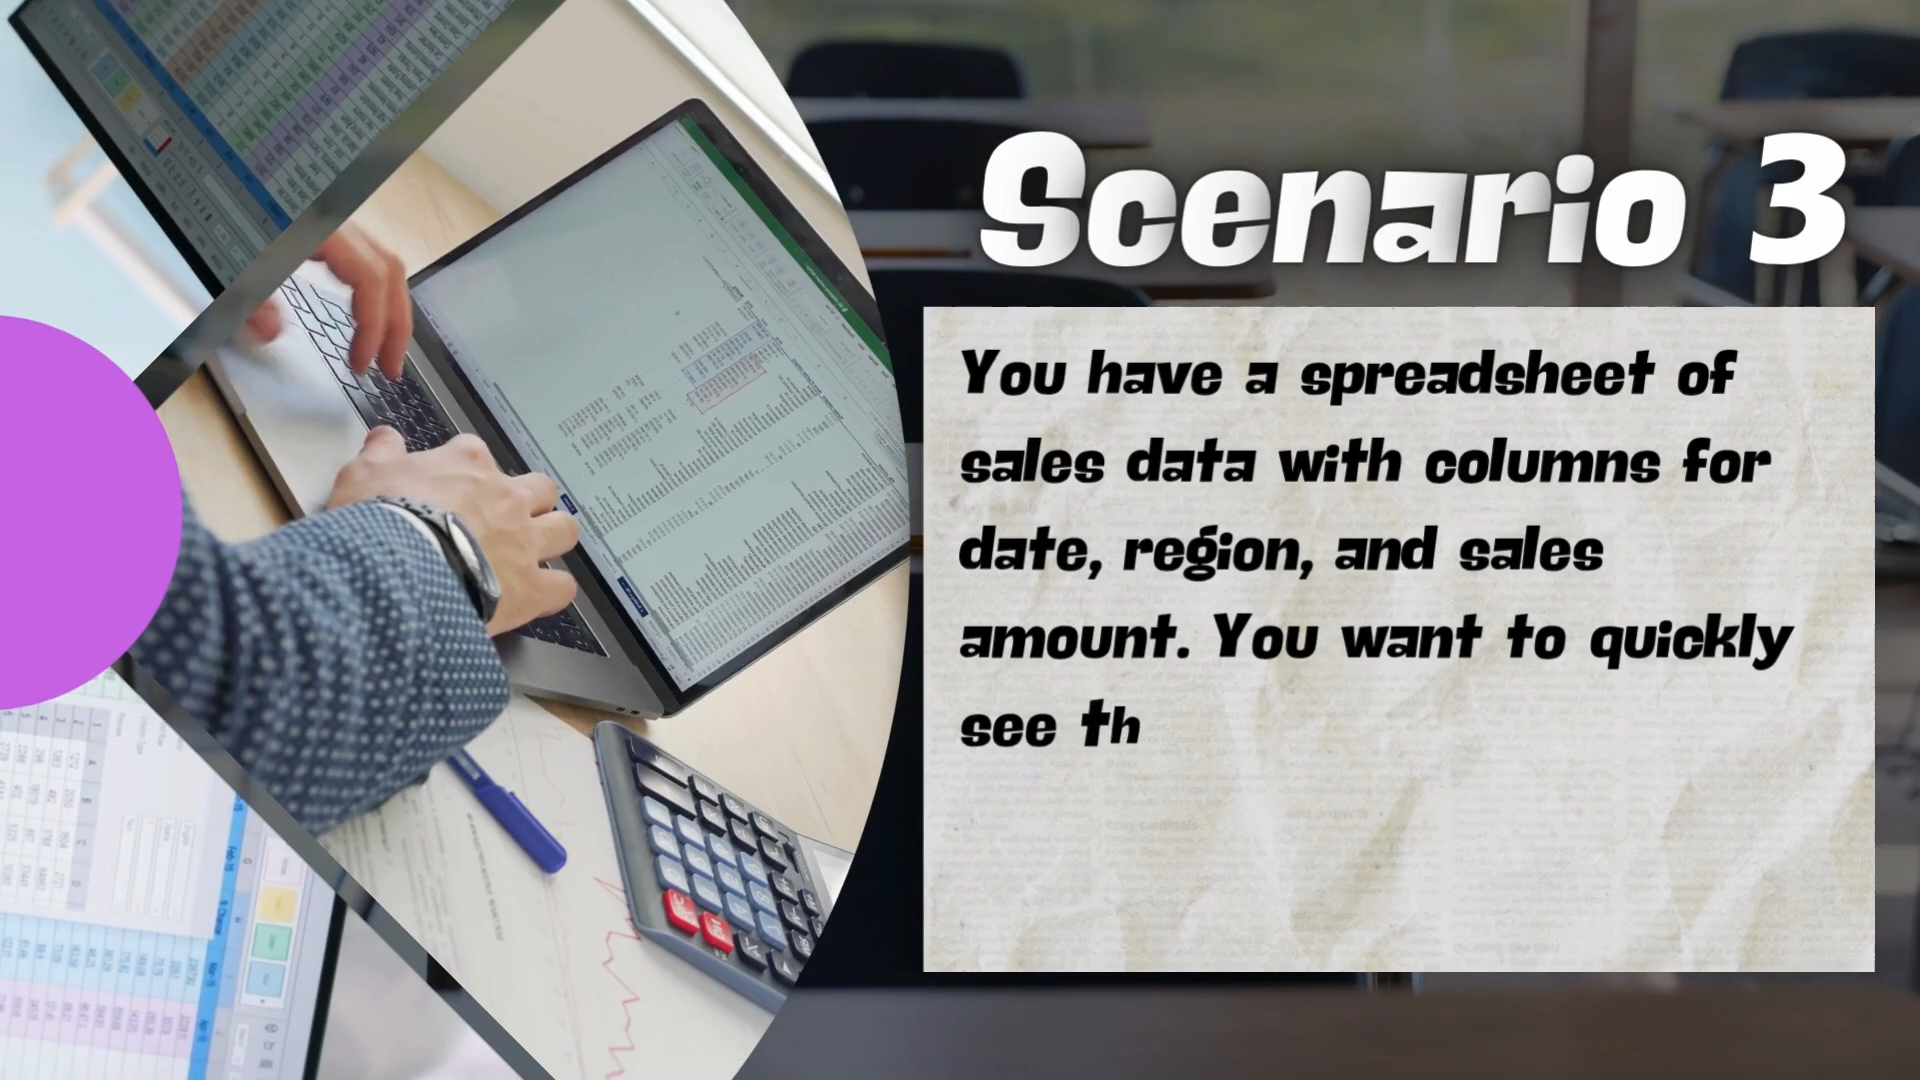 Scenario 3
You have a spreadsheet of
sales data with columns for
date, region, and sales
amount. You want to quickly
see th